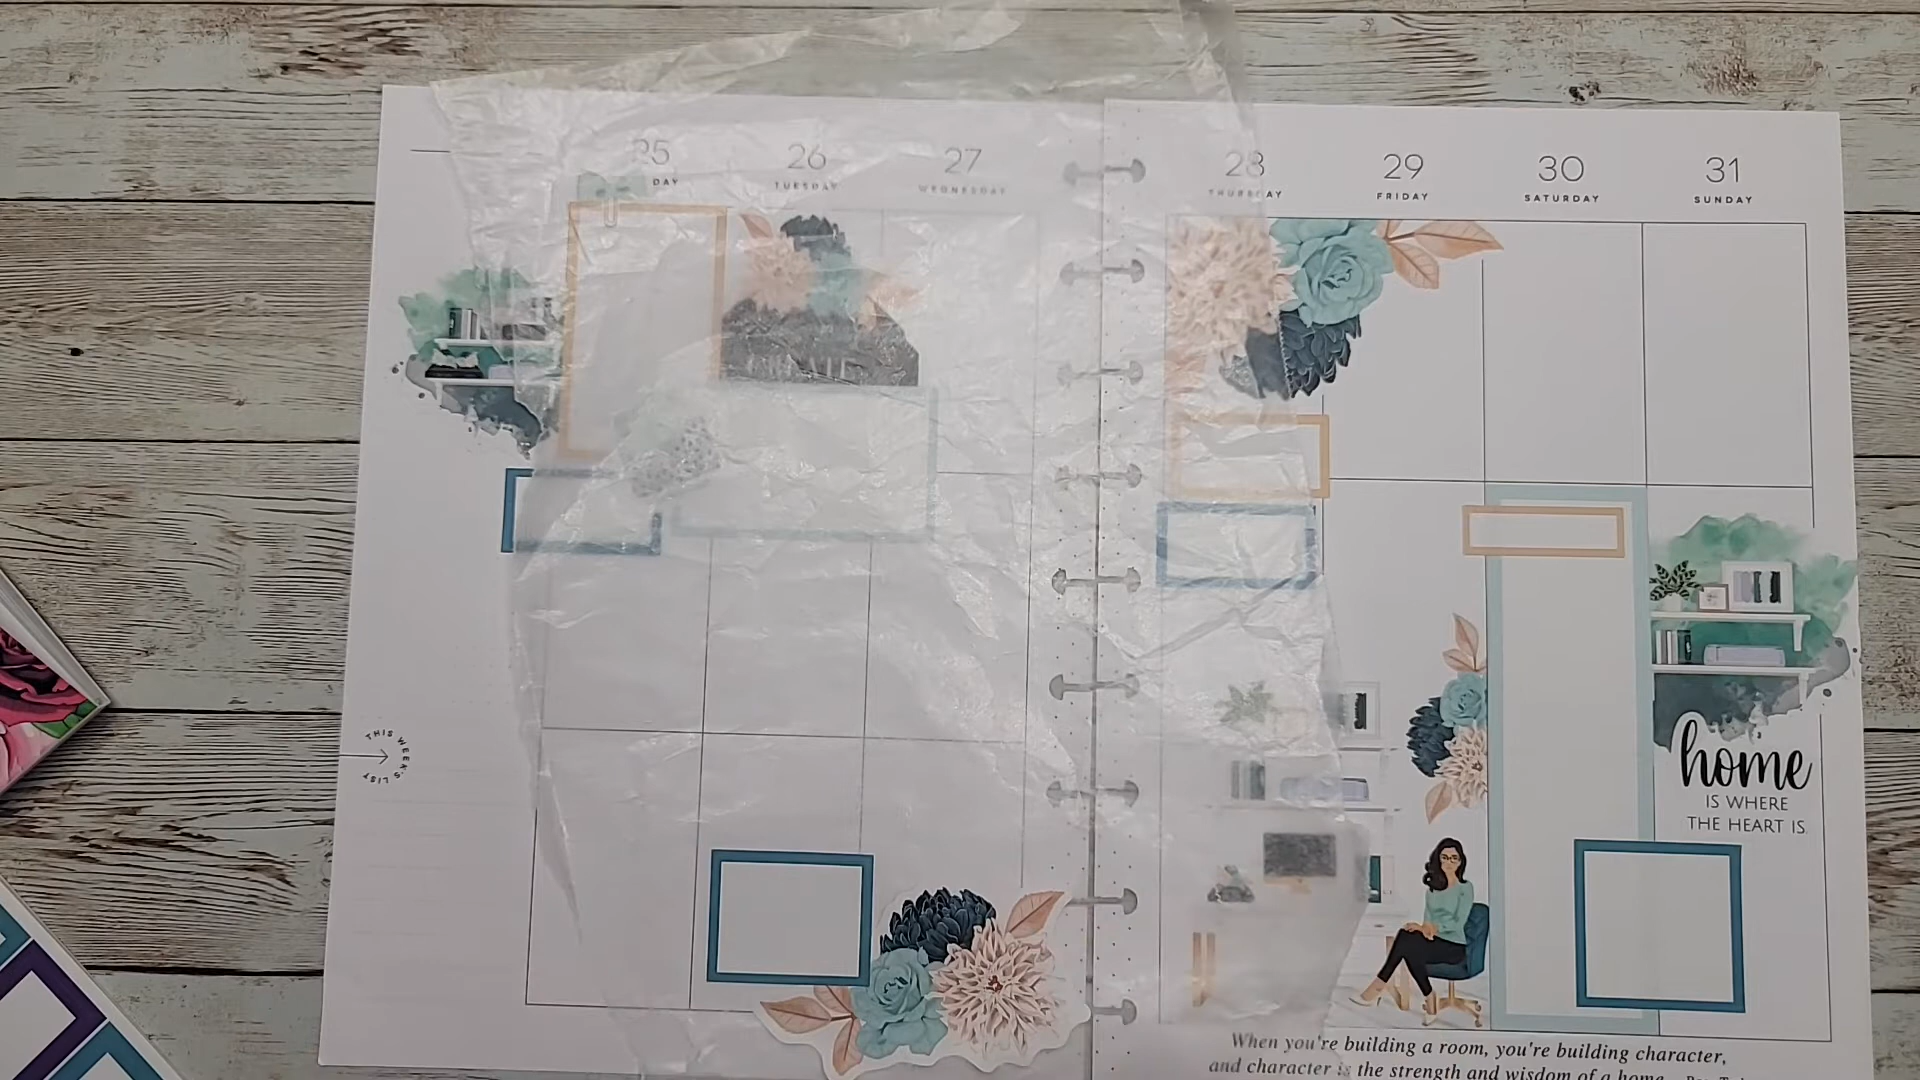 25 26 27 28 29 30 31
DAY TUESDAY WEDNESDAY THURSDAY FRIDAY SATURDAY SUNDAY
THIS WEEK'S LIST
home
IS WHERE
THE HEART IS.
When you're building a room, you're building character,
and character is the strength and wisdom of a home.